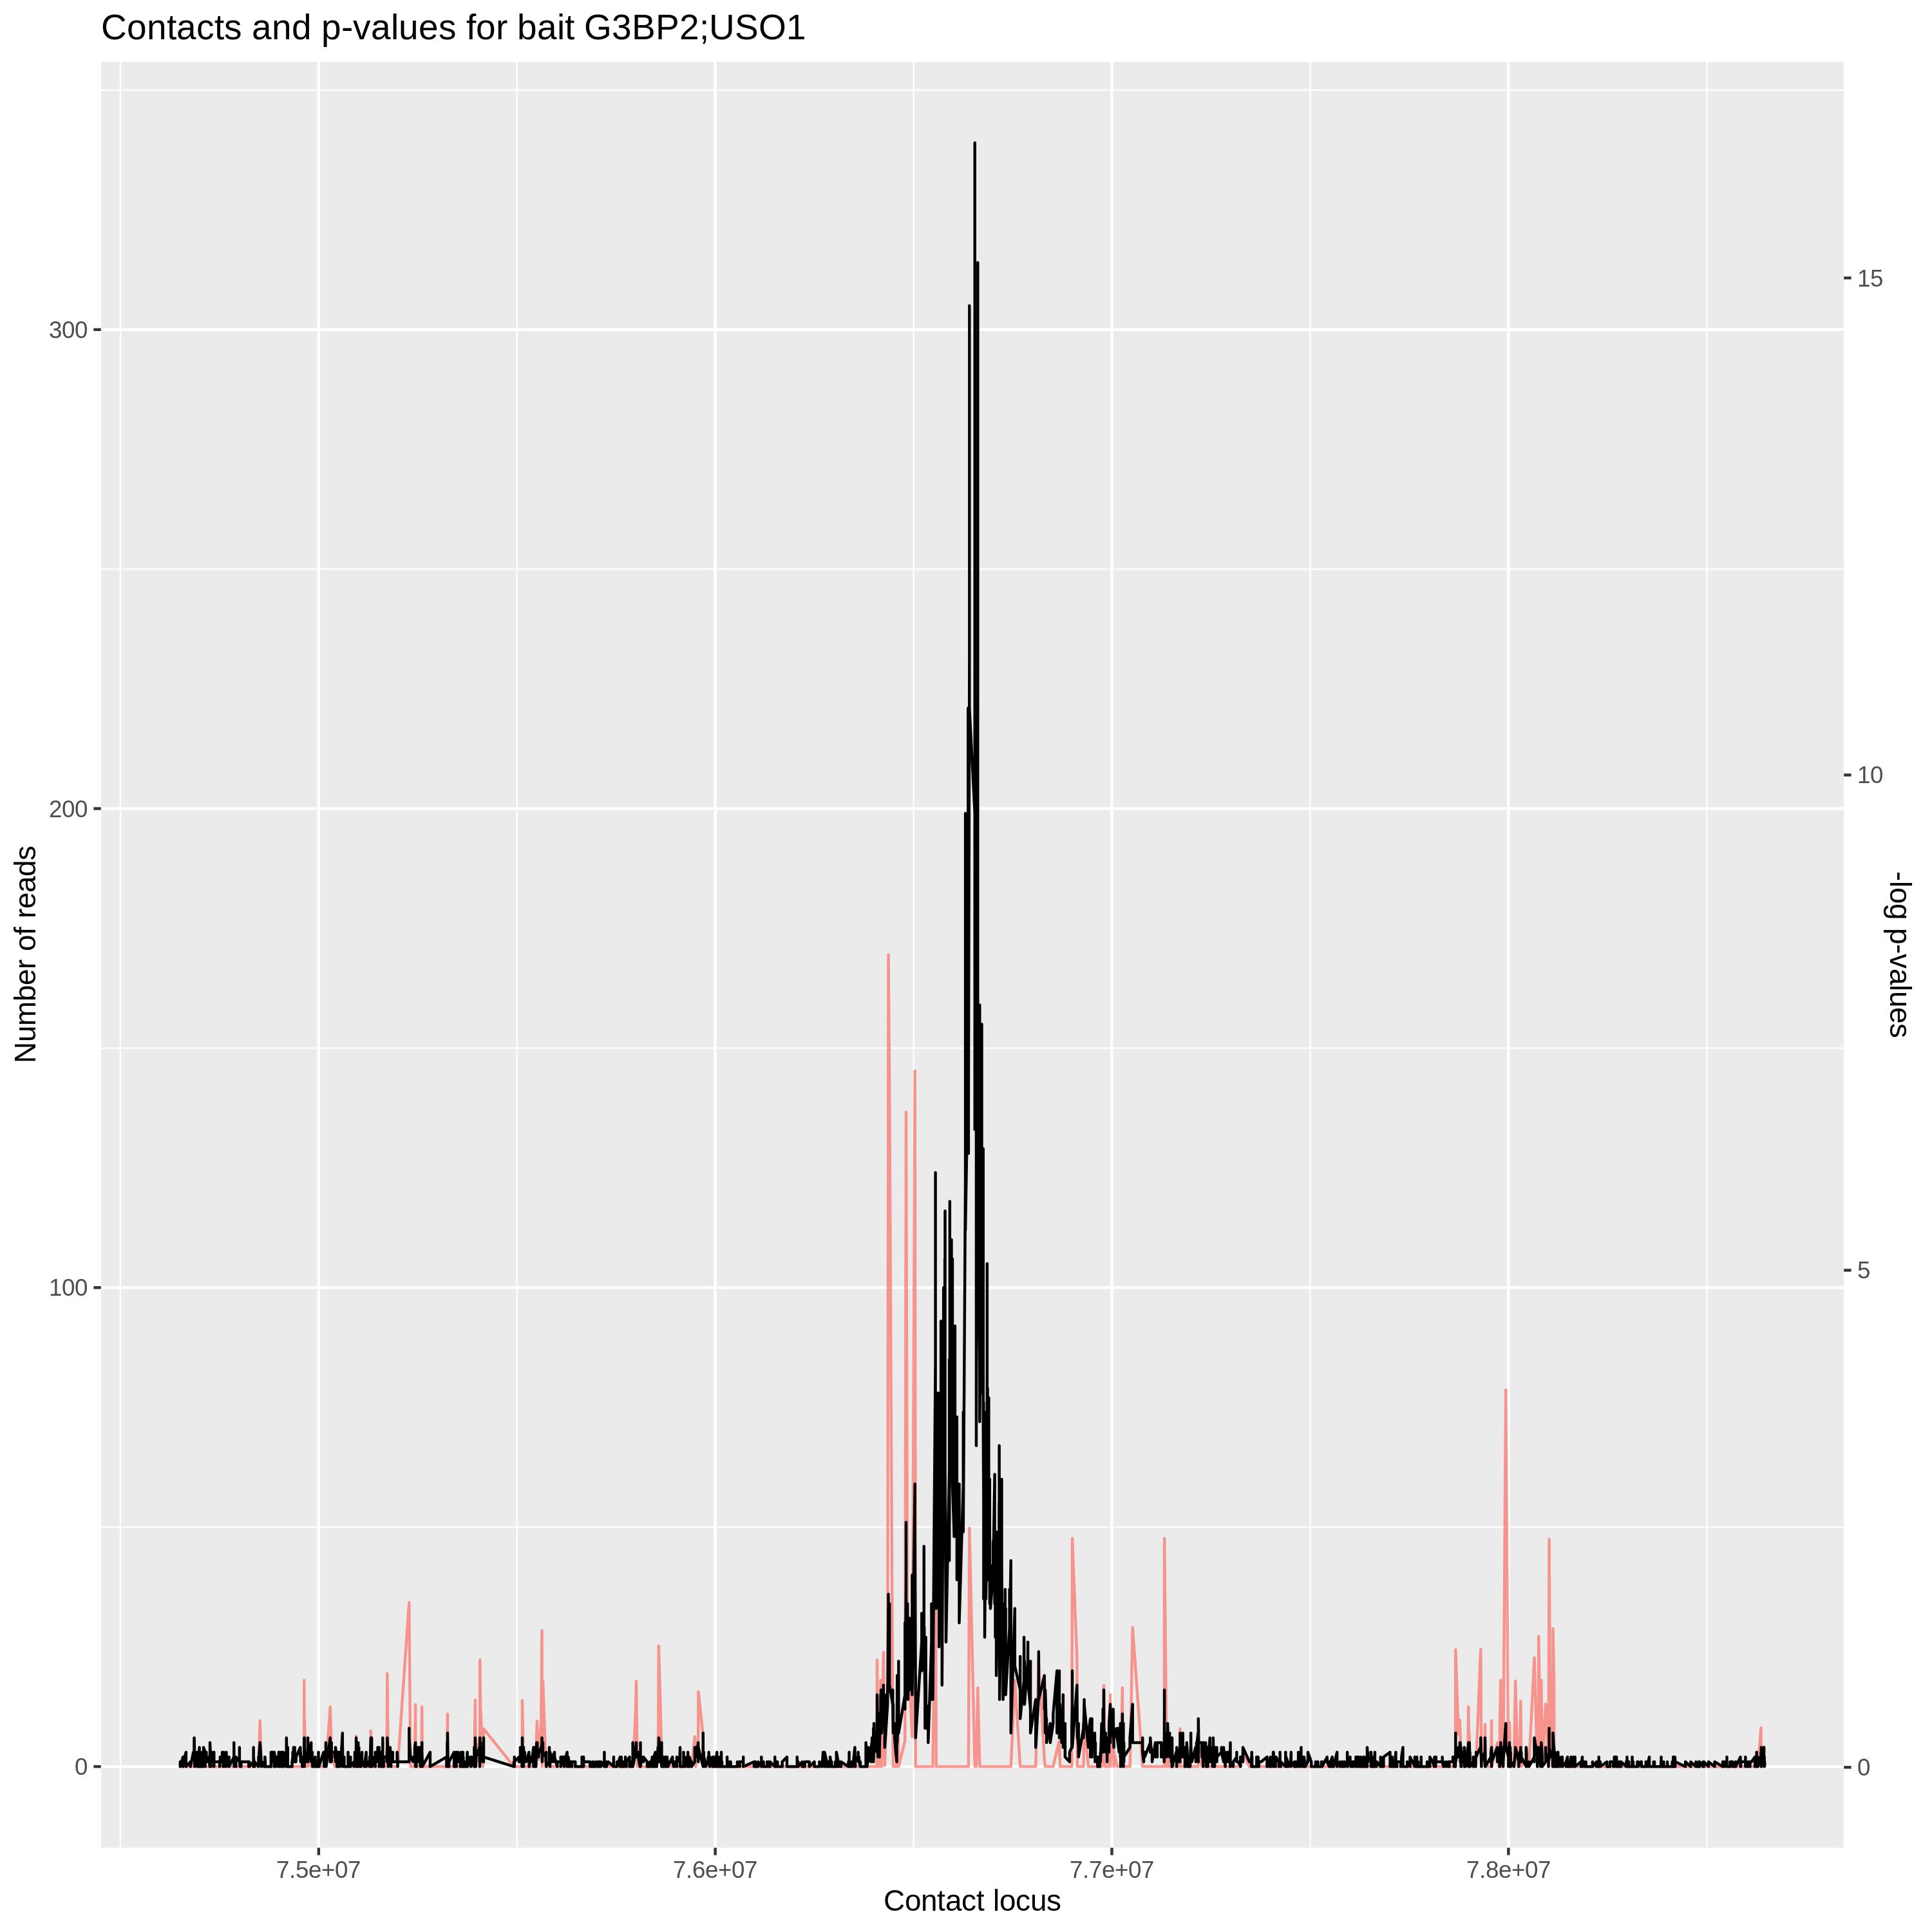 Contacts and p-values for bait G3BP2;USO1
Number of reads
300
200
100
0
15
10
5
0
-log p-values
7.5e+07
7.6e+07
7.7e+07
7.8e+07
Contact locus